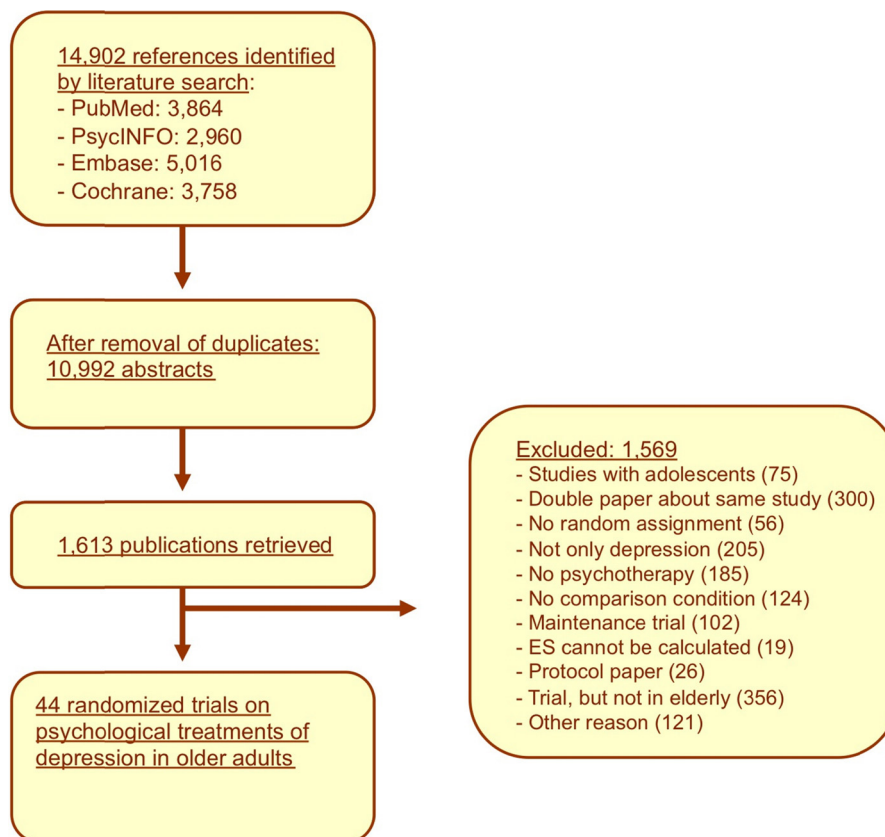 14,902 references identified
by literature search:
- PubMed: 3,864
- PsycINFO: 2,960
- Embase: 5,016
- Cochrane: 3,758
After removal of duplicates:
10,992 abstracts
1,613 publications retrieved
Excluded: 1,569
- Studies with adolescents (75)
- Double paper about same study (300)
- No random assignment (56)
- Not only depression (205)
- No psychotherapy (185)
- No comparison condition (124)
- Maintenance trial (102)
- ES cannot be calculated (19)
- Protocol paper (26)
- Trial, but not in elderly (356)
- Other reason (121)
44 randomized trials on
psychological treatments of
depression in older adults